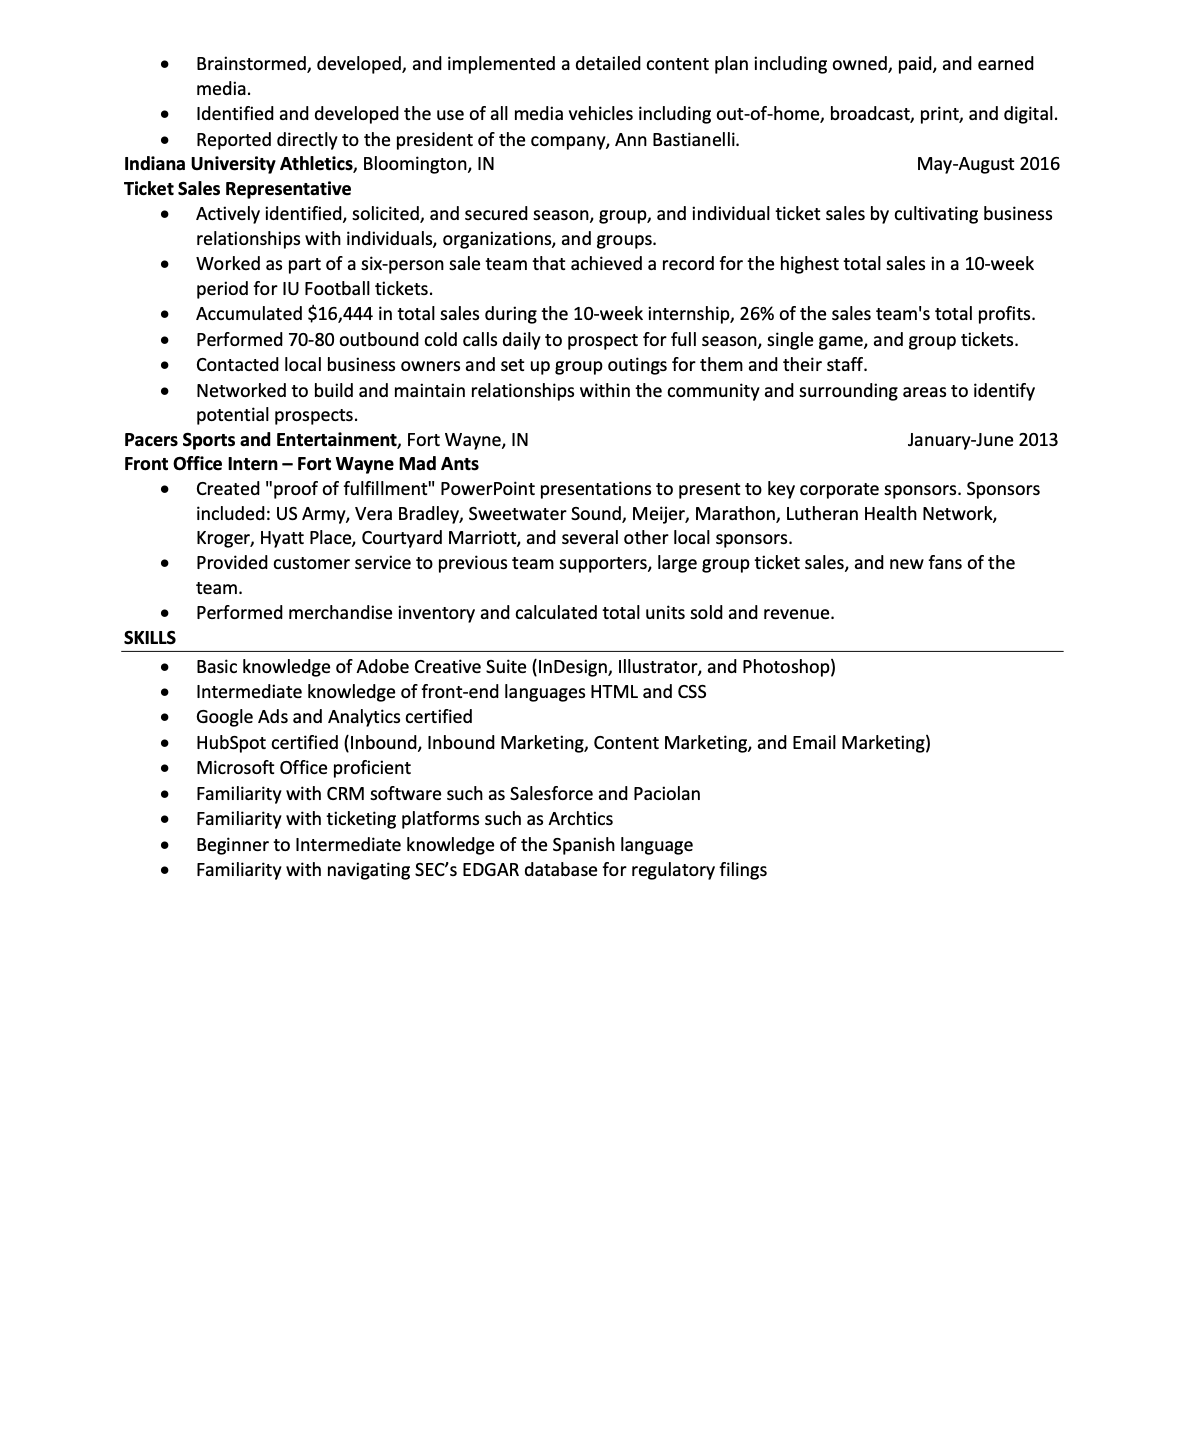 • Brainstormed, developed, and implemented a detailed content plan including owned, paid, and earned
media.
• Identified and developed the use of all media vehicles including out-of-home, broadcast, print, and digital.
• Reported directly to the president of the company, Ann Bastianelli.
Indiana University Athletics, Bloomington, IN May-August 2016
Ticket Sales Representative
• Actively identified, solicited, and secured season, group, and individual ticket sales by cultivating business
relationships with individuals, organizations, and groups.
• Worked as part of a six-person sale team that achieved a record for the highest total sales in a 10-week
period for IU Football tickets.
• Accumulated $16,444 in total sales during the 10-week internship, 26% of the sales team's total profits.
• Performed 70-80 outbound cold calls daily to prospect for full season, single game, and group tickets.
• Contacted local business owners and set up group outings for them and their staff.
• Networked to build and maintain relationships within the community and surrounding areas to identify
potential prospects.
Pacers Sports and Entertainment, Fort Wayne, IN January-June 2013
Front Office Intern – Fort Wayne Mad Ants
• Created "proof of fulfillment" PowerPoint presentations to present to key corporate sponsors. Sponsors
included: US Army, Vera Bradley, Sweetwater Sound, Meijer, Marathon, Lutheran Health Network,
Kroger, Hyatt Place, Courtyard Marriott, and several other local sponsors.
• Provided customer service to previous team supporters, large group ticket sales, and new fans of the
team.
• Performed merchandise inventory and calculated total units sold and revenue.
SKILLS
• Basic knowledge of Adobe Creative Suite (InDesign, Illustrator, and Photoshop)
• Intermediate knowledge of front-end languages HTML and CSS
• Google Ads and Analytics certified
• HubSpot certified (Inbound, Inbound Marketing, Content Marketing, and Email Marketing)
• Microsoft Office proficient
• Familiarity with CRM software such as Salesforce and Paciolan
• Familiarity with ticketing platforms such as Archtics
• Beginner to Intermediate knowledge of the Spanish language
• Familiarity with navigating SEC’s EDGAR database for regulatory filings